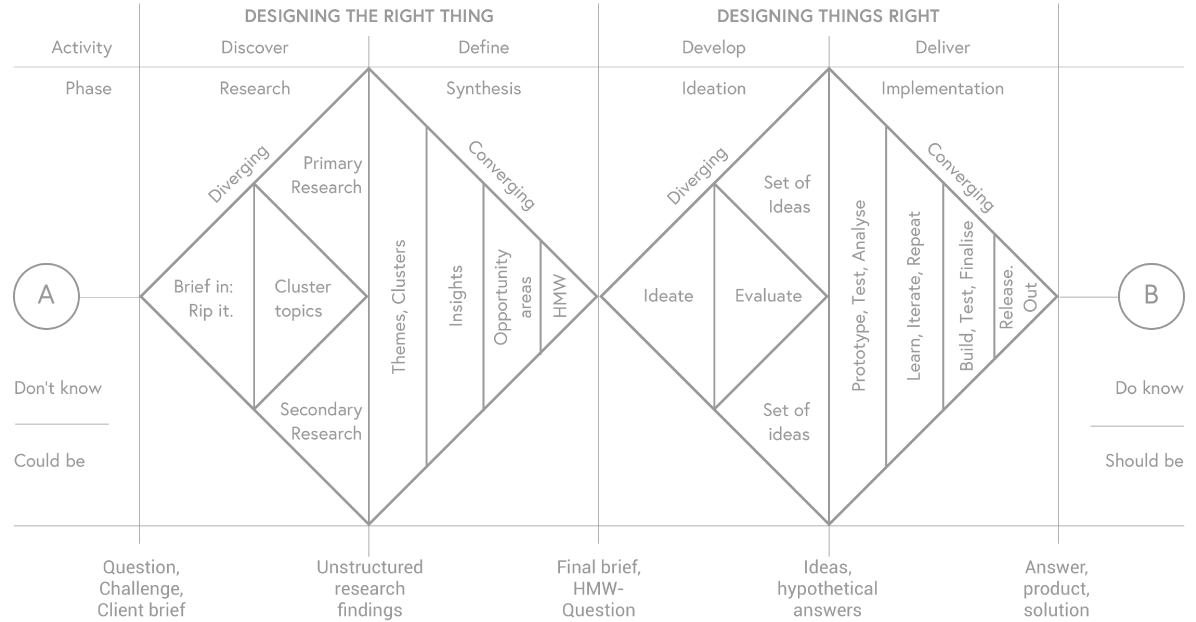 DESIGNING THE RIGHT THING
DESIGNING THINGS RIGHT
Activity
Discover
Define
Develop
Deliver
Phase
Research
Synthesis
Ideation
Implementation
Diverging
Primary
Research
Converging
Brief in:
Rip it.
Cluster
topics
Secondary
Research
Themes, Clusters
Insights
Opportunity
areas
HMW
Diverging
Set of
Ideas
Converging
Ideate
Evaluate
Set of
ideas
Prototype, Test, Analyse
Learn, Iterate, Repeat
Build, Test, Finalise
Release.
Out
A
Don't know
Could be
B
Do know
Should be
Question,
Challenge,
Client brief
Unstructured
research
findings
Final brief,
HMW-
Question
Ideas,
hypothetical
answers
Answer,
product,
solution